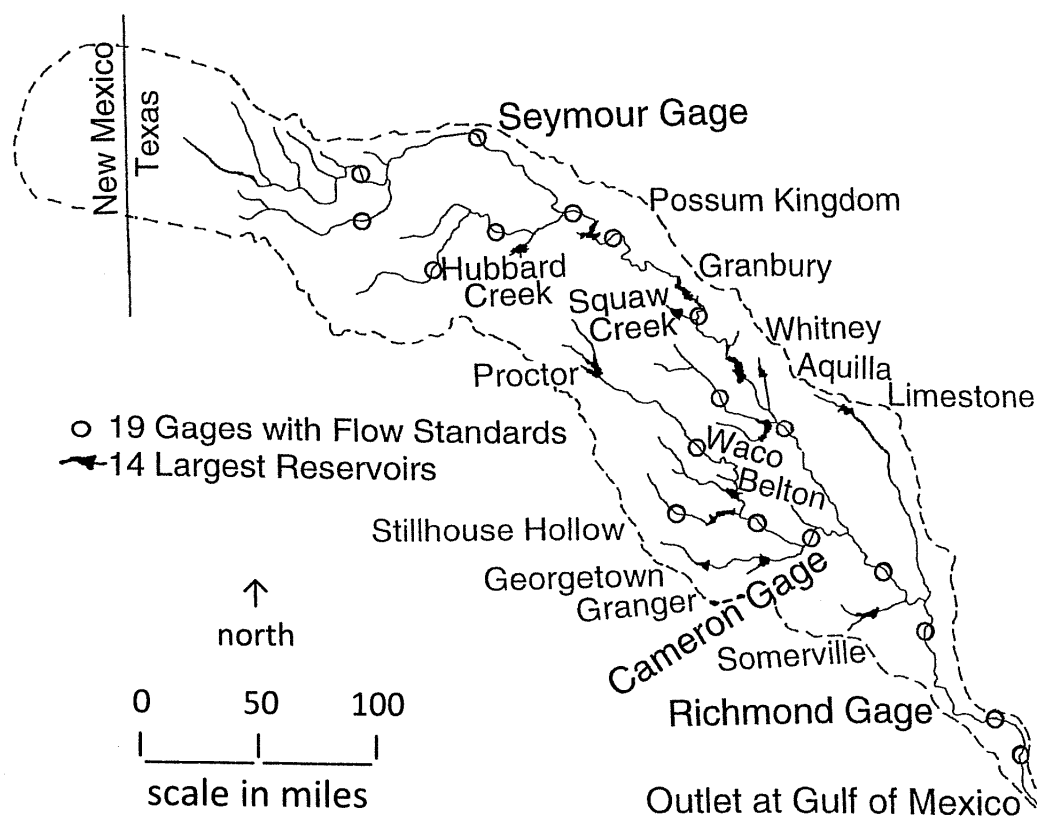 New Mexico
Texas
Seymour Gage
Possum Kingdom
Granbury
Hubbard
Creek
Squaw
Creek
Whitney
Aquilla
Limestone
Proctor
19 Gages with Flow Standards
14 Largest Reservoirs
Waco
Belton
Stillhouse Hollow
Georgetown
Granger
Cameron Gage
Somerville
north
0 50 100
scale in miles
Richmond Gage
Outlet at Gulf of Mexico